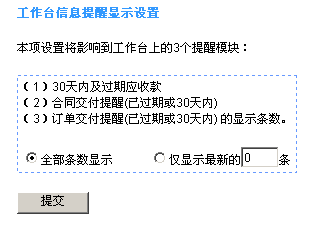 工作台信息提醒显示设置
本项设置将影响到工作台上的3个提醒模块：
（1）30天内及过期应收款
（2）合同交付提醒(已过期或30天内)
（3）订单交付提醒(已过期或30天内) 的显示条数。
全部条数显示 仅显示最新的0条
提交